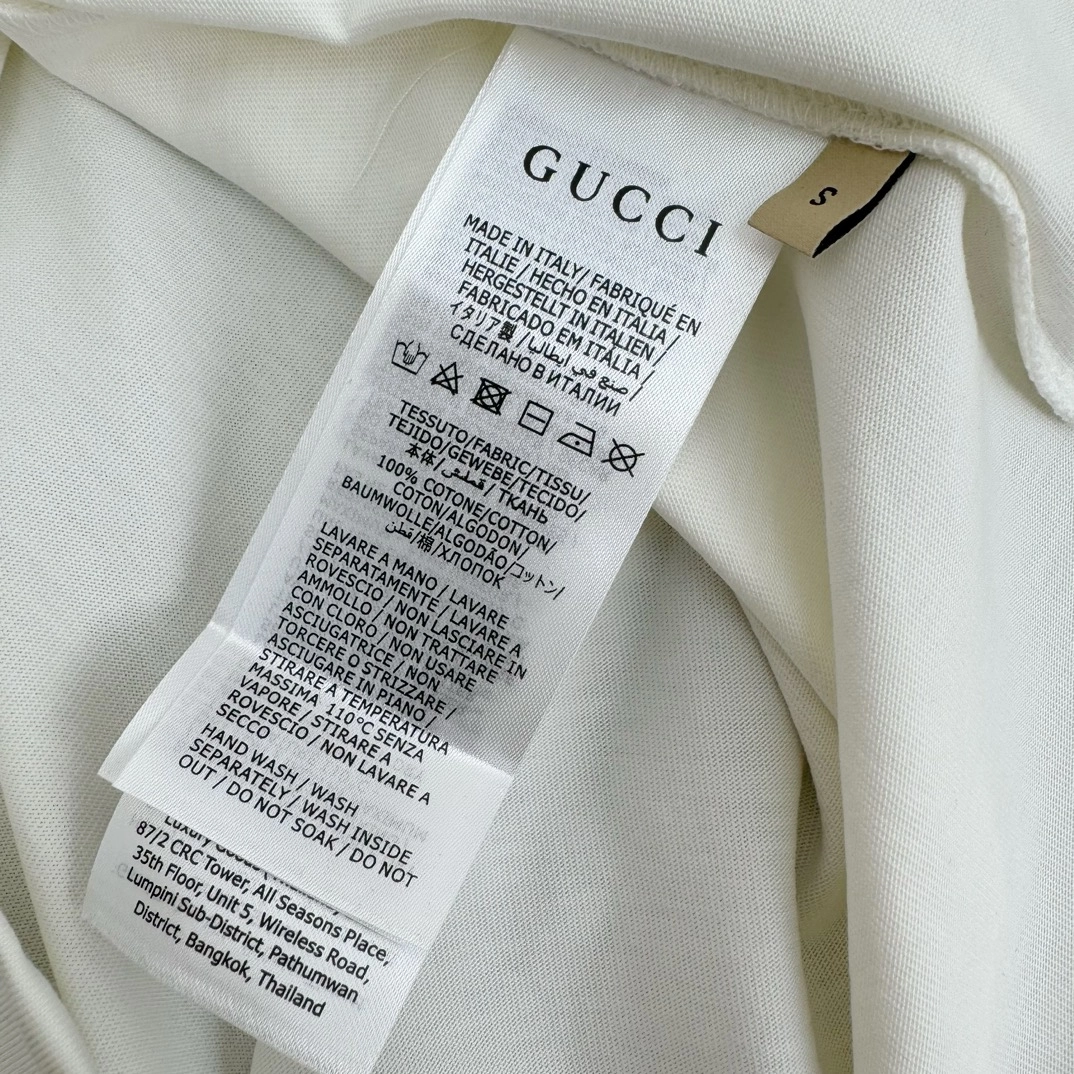 GUCCI
S
MADE IN ITALY/ FABRIQUÉ EN
ITALIE / HECHO EN ITALIA /
HERGESTELLT IN ITALIEN /
FABRICADO EM ITÁLIA /
イタリア製 / صنع في ايطاليا /
СДЕЛАНО В ИТАЛИИ
TESSUTO/FABRIC/TISSU/
TEJIDO/GEWEBE/TECIDO/
本体/قماش/ ТКАНЬ
100% COTONE/COTTON/
COTON/ALGODON/
BAUMWOLLE/ALGODÃO/コットン/
قطن/棉/ХЛОПОК
LAVARE A MANO / LAVARE
SEPARATAMENTE / LAVARE A
ROVESCIO / NON LASCIARE IN
AMMOLLO / NON TRATTARE
CON CLORO / NON USARE
ASCIUGATRICE / NON
TORCERE O STRIZZARE /
ASCIUGARE IN PIANO /
STIRARE A TEMPERATURA
MASSIMA 110°C SENZA
VAPORE / STIRARE A
ROVESCIO / NON LAVARE A
SECCO
HAND WASH / WASH
SEPARATELY / WASH INSIDE
OUT / DO NOT SOAK / DO NOT
Luxury Goods
87/2 CRC Tower, All Seasons Place,
35th Floor, Unit 5, Wireless Road,
Lumpini Sub-District, Pathumwan
District, Bangkok, Thailand